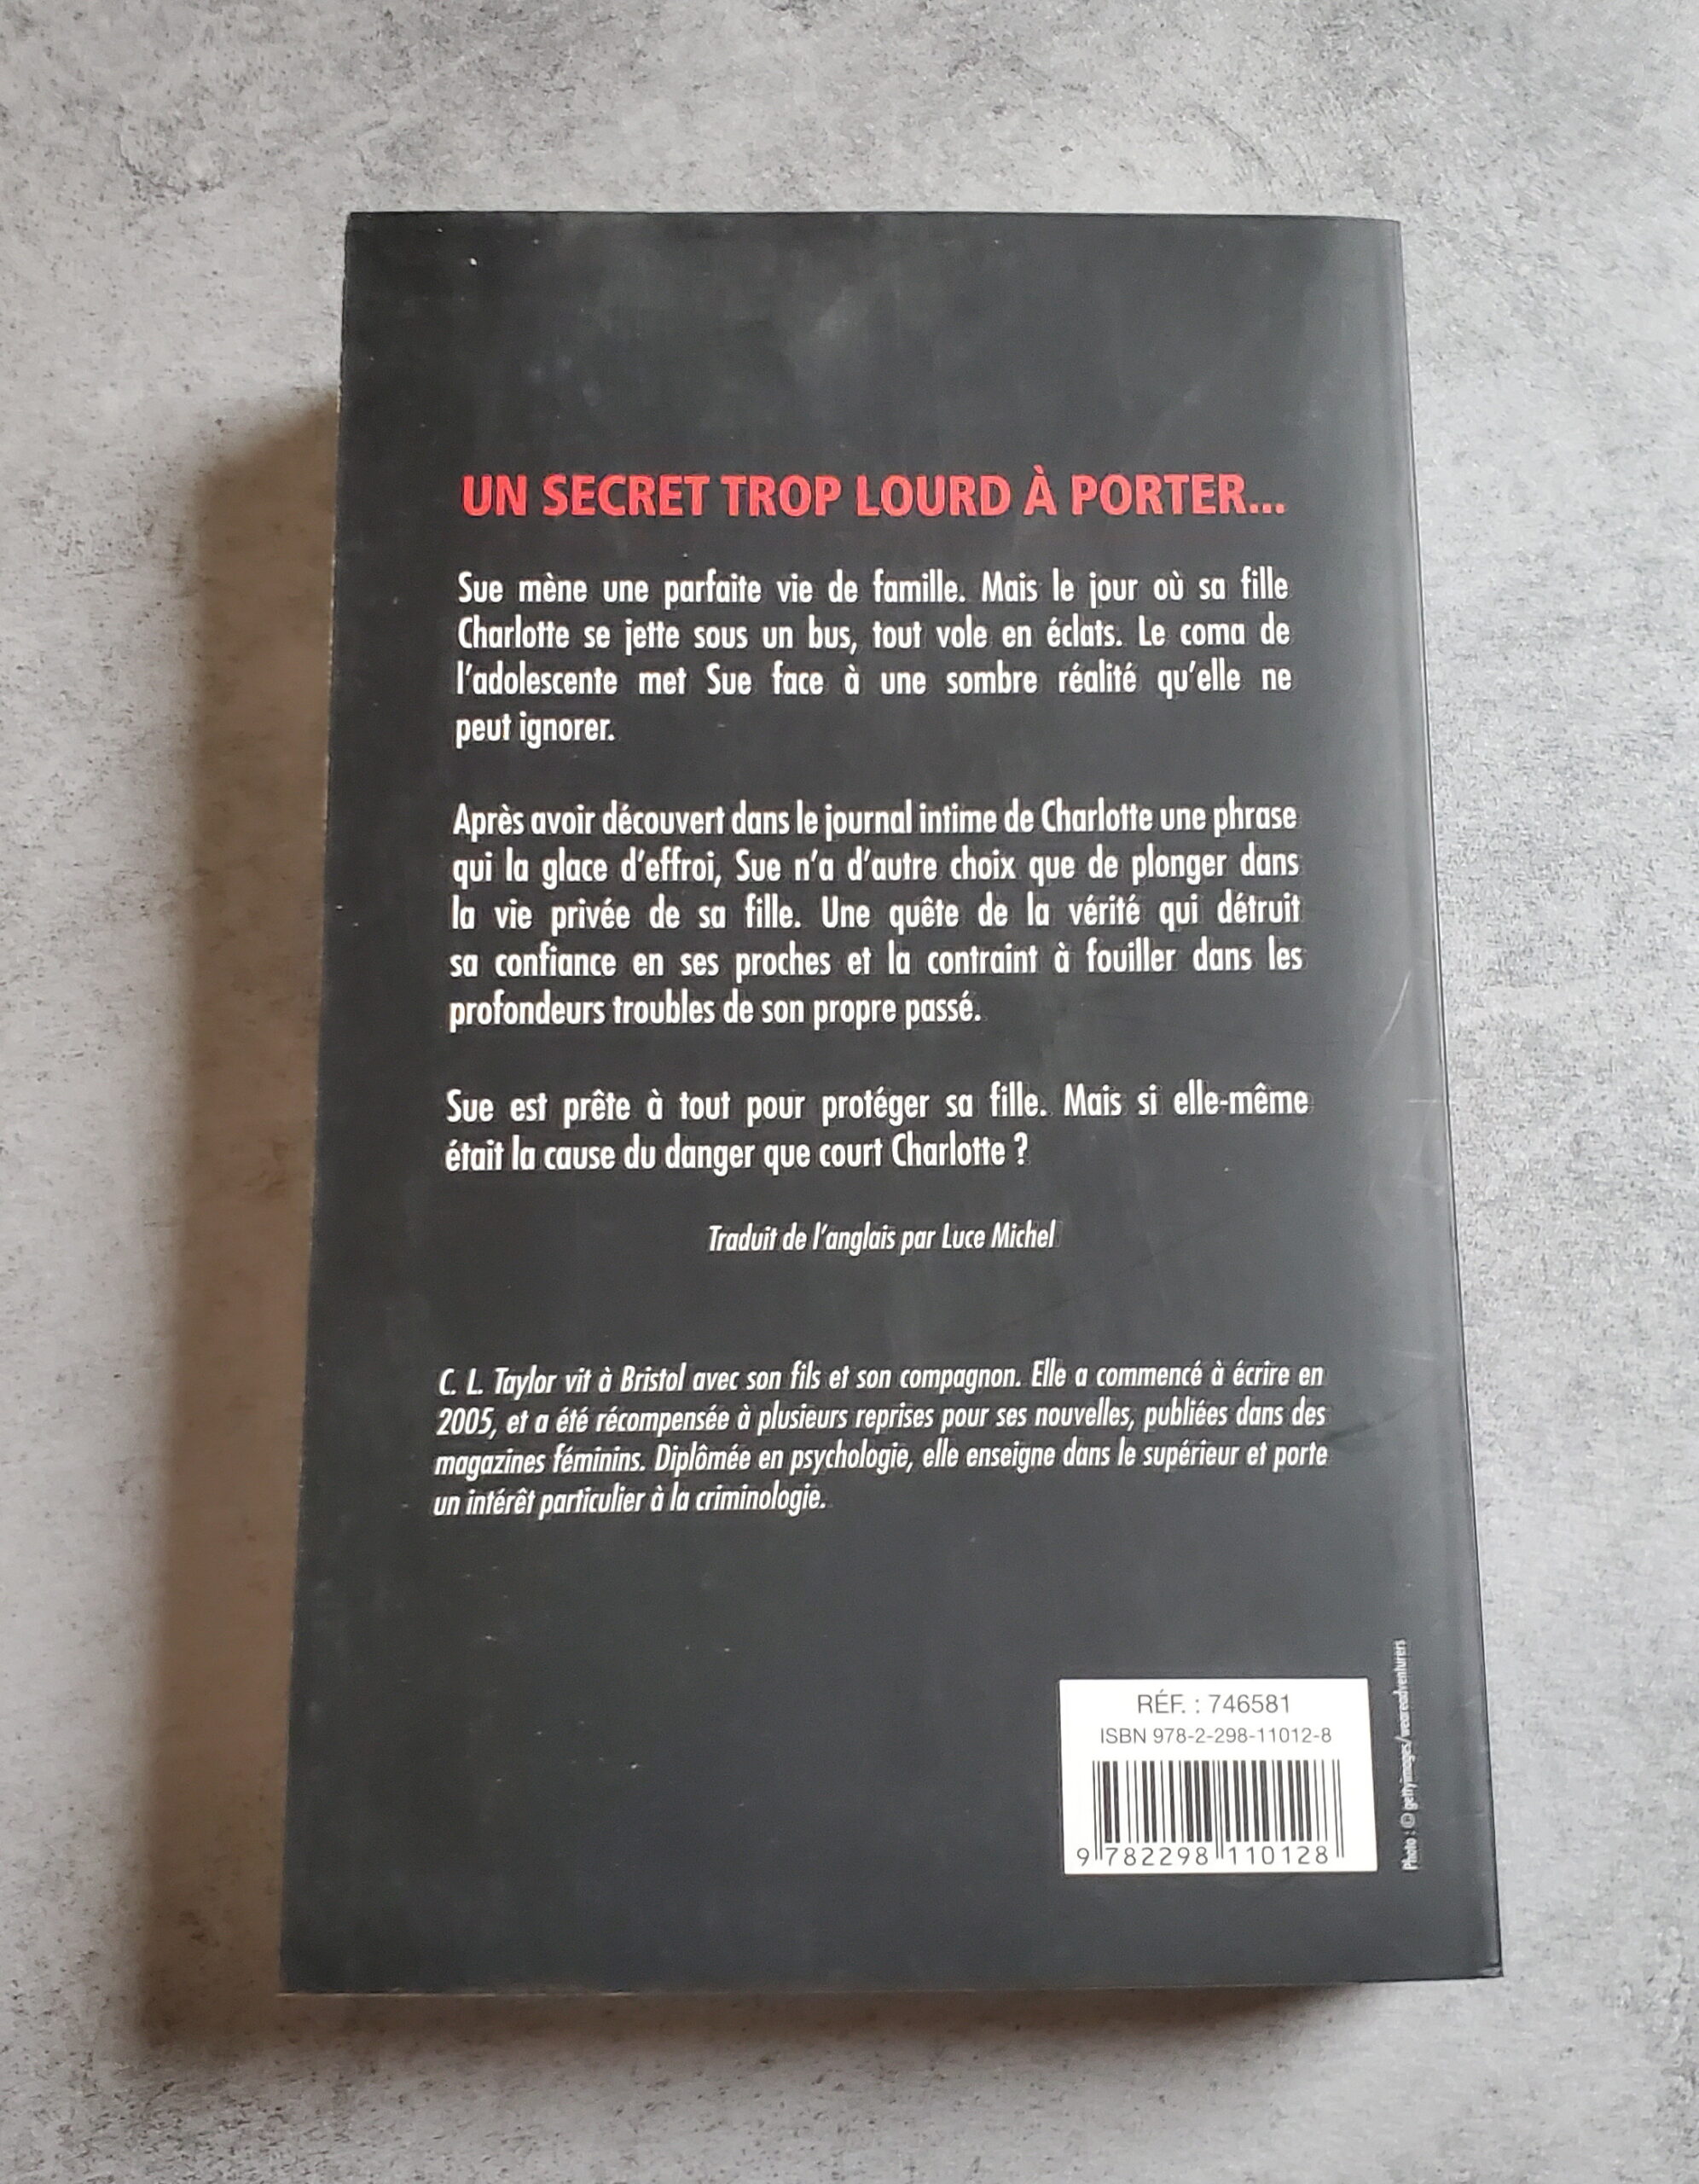 UN SECRET TROP LOURD À PORTER...
Sue mène une parfaite vie de famille. Mais le jour où sa fille
Charlotte se jette sous un bus, tout vole en éclats. Le coma de
l'adolescente met Sue face à une sombre réalité qu'elle ne
peut ignorer.
Après avoir découvert dans le journal intime de Charlotte une phrase
qui la glace d'effroi, Sue n'a d'autre choix que de plonger dans
la vie privée de sa fille. Une quête de la vérité qui détruit
sa confiance en ses proches et la contraint à fouiller dans les
profondeurs troubles de son propre passé.
Sue est prête à tout pour protéger sa fille. Mais si elle-même
était la cause du danger que court Charlotte ?
Traduit de l'anglais par Luce Michel
C. L. Taylor vit à Bristol avec son fils et son compagnon. Elle a commencé à écrire en
2005, et a été récompensée à plusieurs reprises pour ses nouvelles, publiées dans des
magazines féminins. Diplômée en psychologie, elle enseigne dans le supérieur et porte
un intérêt particulier à la criminologie.
RÉF. : 746581
ISBN 978-2-298-11012-8
9 782298 110128
Photo : © gettyimages/weareadventurers